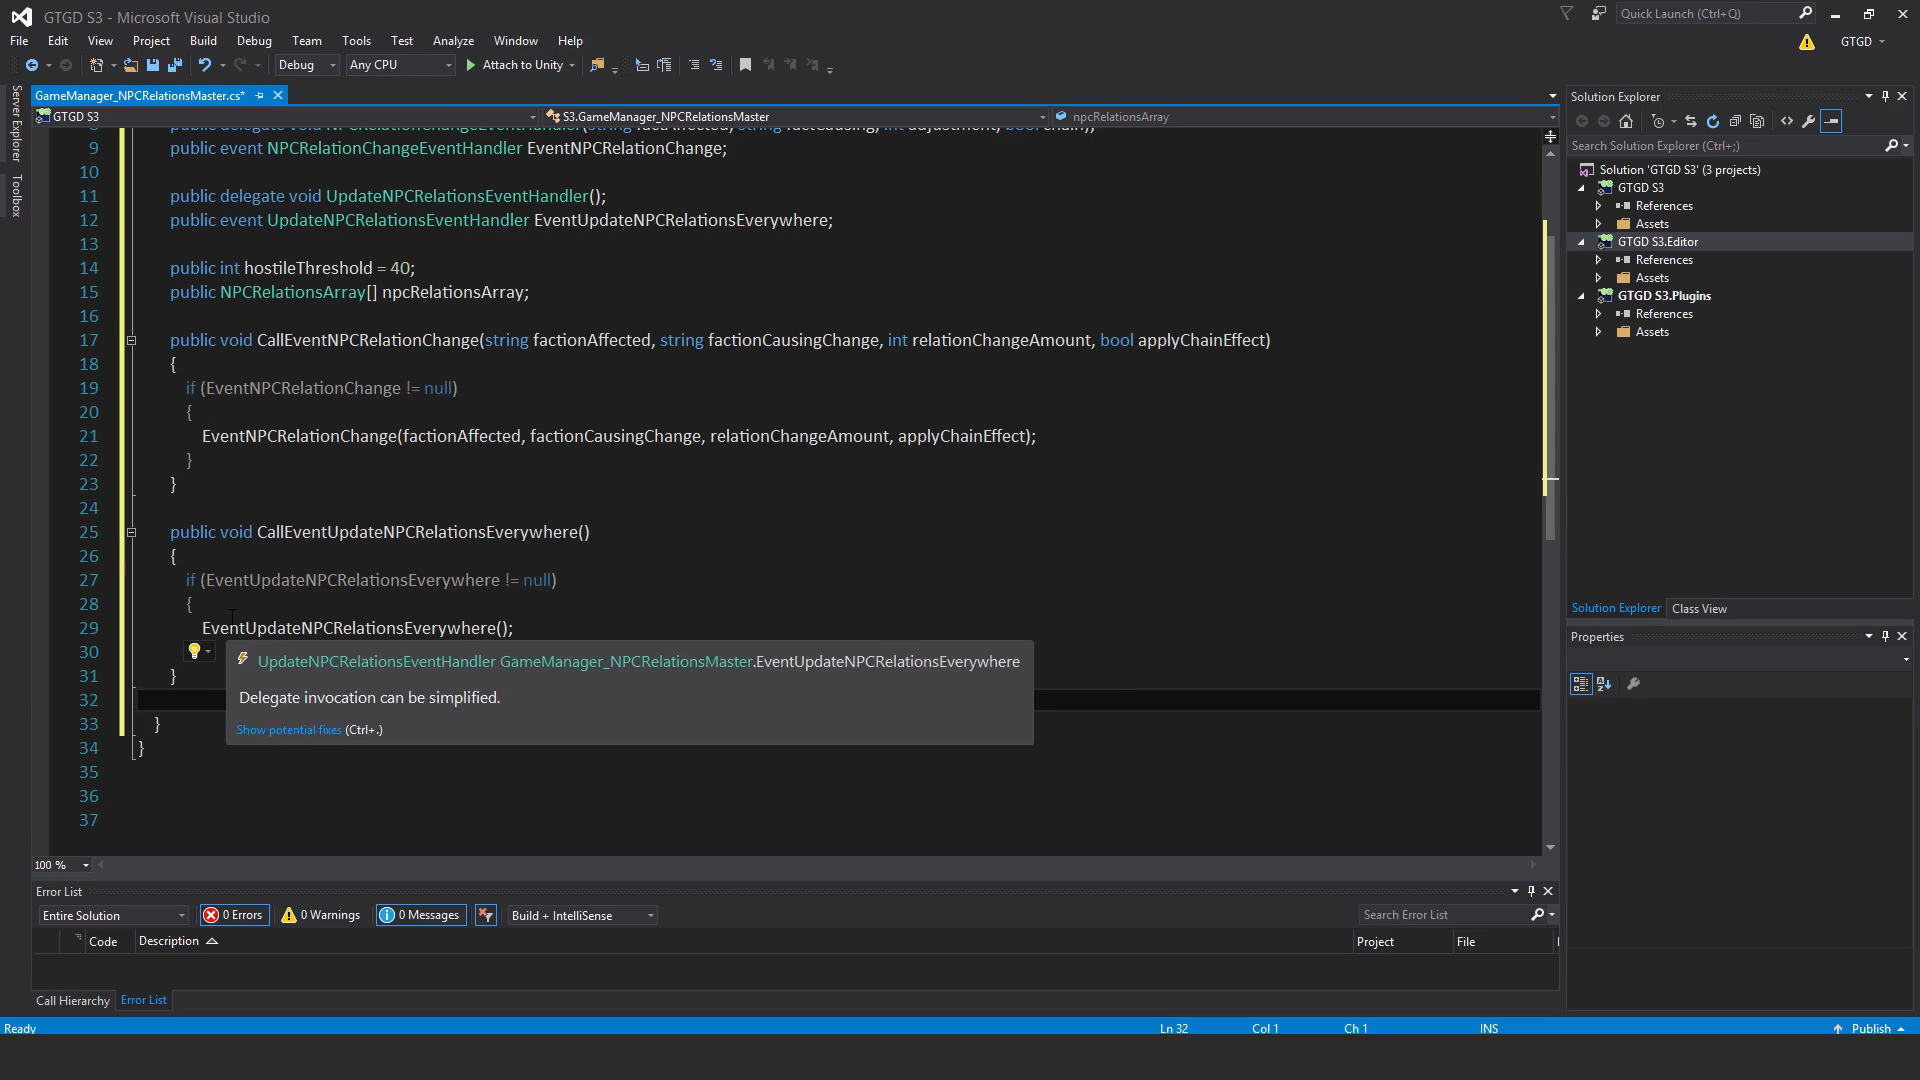 GTGD S3 - Microsoft Visual Studio
Quick Launch (Ctrl+Q)
File Edit View Project Build Debug Team Tools Test Analyze Window Help
GTGD
Debug Any CPU Attach to Unity
Server Explorer
Toolbox
GameManager_NPCRelationsMaster.cs*
GTGD S3 S3.GameManager_NPCRelationsMaster npcRelationsArray
9 public event NPCRelationChangeEventHandler EventNPCRelationChange;
10
11 public delegate void UpdateNPCRelationsEventHandler();
12 public event UpdateNPCRelationsEventHandler EventUpdateNPCRelationsEverywhere;
13
14 public int hostileThreshold = 40;
15 public NPCRelationsArray[] npcRelationsArray;
16
17 public void CallEventNPCRelationChange(string factionAffected, string factionCausingChange, int relationChangeAmount, bool applyChainEffect)
18 {
19 if (EventNPCRelationChange != null)
20 {
21 EventNPCRelationChange(factionAffected, factionCausingChange, relationChangeAmount, applyChainEffect);
22 }
23 }
24
25 public void CallEventUpdateNPCRelationsEverywhere()
26 {
27 if (EventUpdateNPCRelationsEverywhere != null)
28 {
29 EventUpdateNPCRelationsEverywhere();
30
31 }
32
33 }
34 }
35
36
37
UpdateNPCRelationsEventHandler GameManager_NPCRelationsMaster.EventUpdateNPCRelationsEverywhere
Delegate invocation can be simplified.
Show potential fixes (Ctrl+.)
100 %
Error List
Entire Solution 0 Errors 0 Warnings 0 Messages Build + IntelliSense Search Error List
Code Description Project File
Call Hierarchy Error List
Solution Explorer
Search Solution Explorer (Ctrl+;)
Solution 'GTGD S3' (3 projects)
GTGD S3
References
Assets
GTGD S3.Editor
References
Assets
GTGD S3.Plugins
References
Assets
Solution Explorer Class View
Properties
Ready Ln 32 Col 1 Ch 1 INS Publish